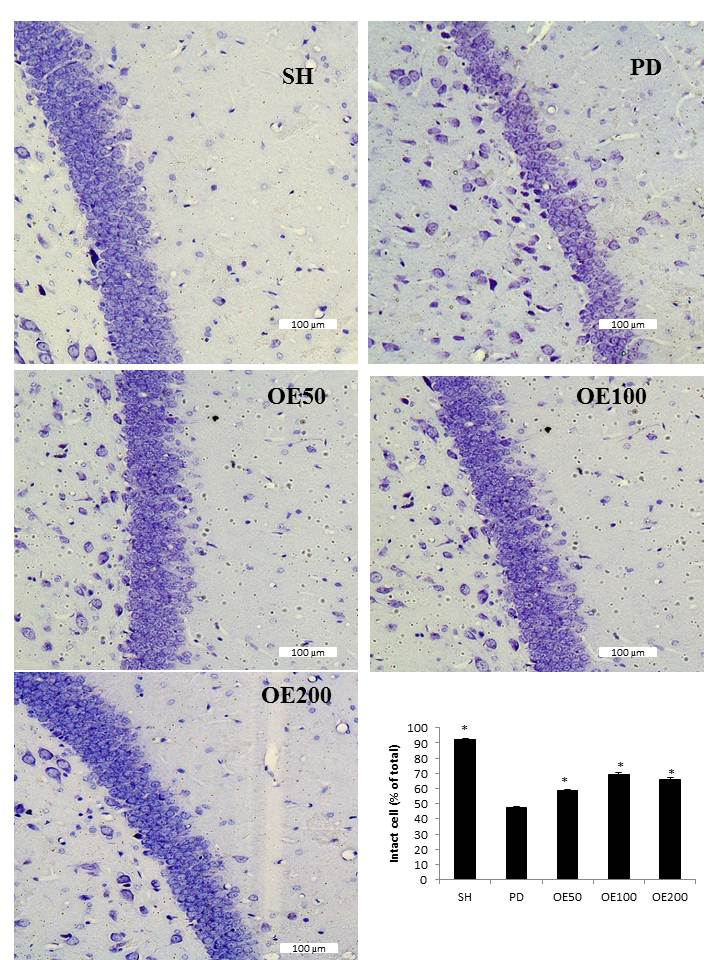 SH
PD
100 µm
100 µm
OE50
OE100
100 µm
100 µm
OE200
100 µm
Intact cell (% of total)
100
90
80
70
60
50
40
30
20
10
0
*
*
*
*
SH PD OE50 OE100 OE200